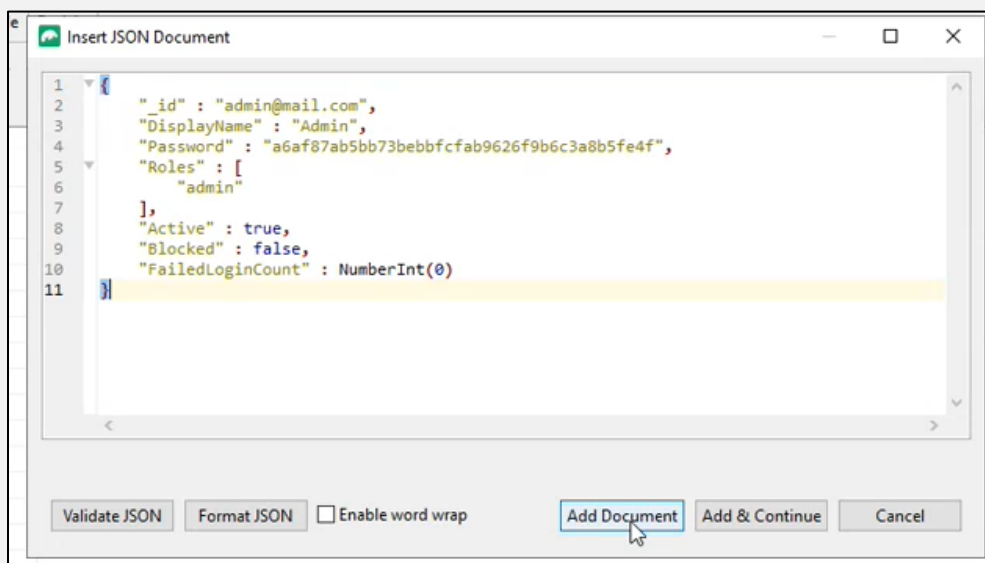 Insert JSON Document
1 {
2 "_id" : "admin@mail.com",
3 "DisplayName" : "Admin",
4 "Password" : "a6af87ab5bb73bebbfcfab9626f9b6c3a8b5fe4f",
5 "Roles" : [
6 "admin"
7 ],
8 "Active" : true,
9 "Blocked" : false,
10 "FailedLoginCount" : NumberInt(0)
11 }
Validate JSON Format JSON Enable word wrap Add Document Add & Continue Cancel